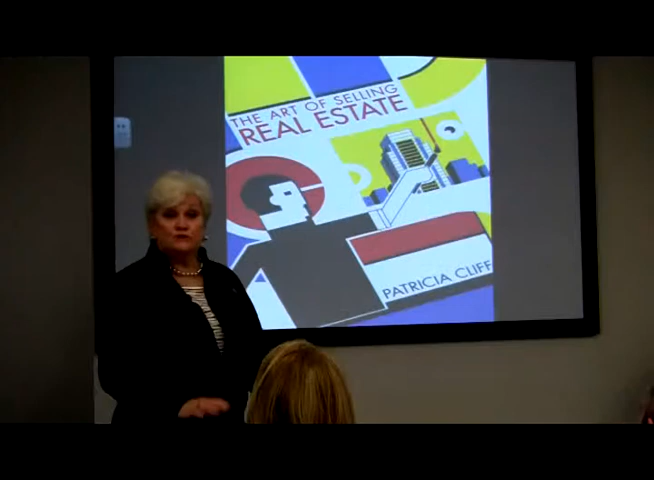 THE ART OF SELLING
REAL ESTATE
PATRICIA CLIFF